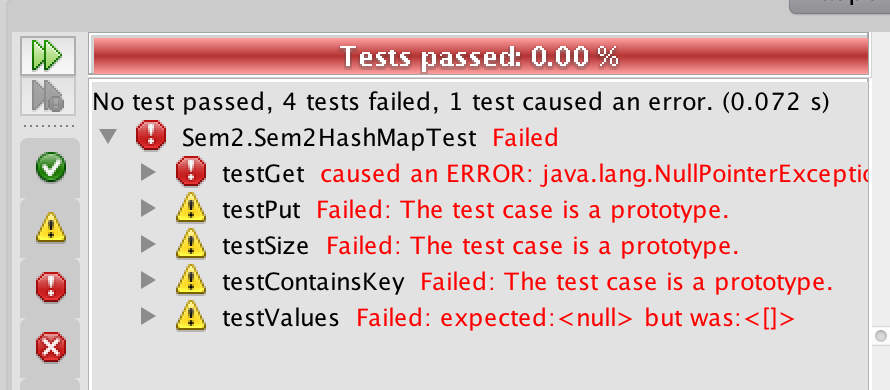 Tests passed: 0.00 %
No test passed, 4 tests failed, 1 test caused an error. (0.072 s)
Sem2.Sem2HashMapTest Failed
testGet caused an ERROR: java.lang.NullPointerExceptio
testPut Failed: The test case is a prototype.
testSize Failed: The test case is a prototype.
testContainsKey Failed: The test case is a prototype.
testValues Failed: expected:<null> but was:<[]>